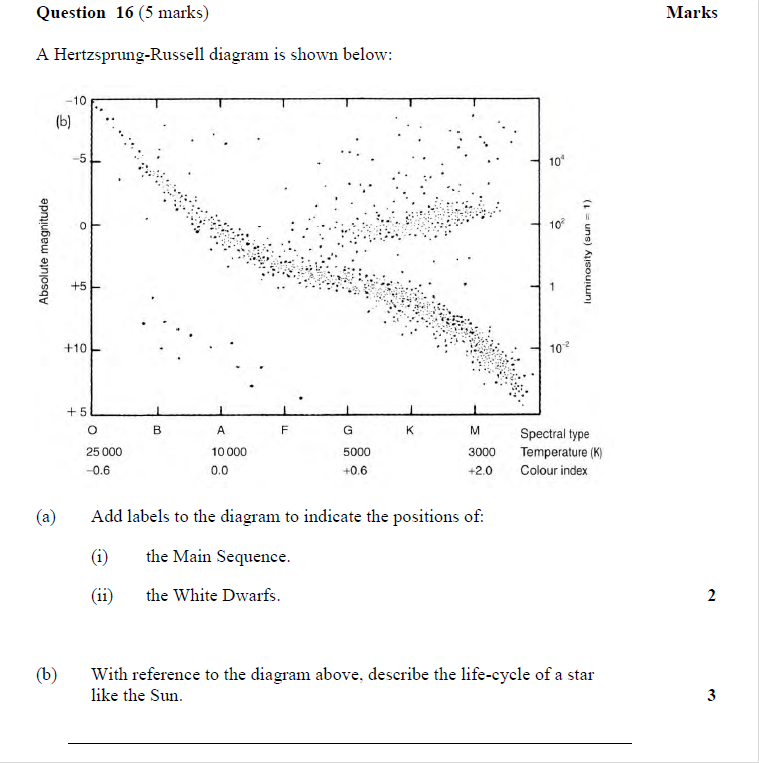 Question 16 (5 marks) Marks
A Hertzsprung-Russell diagram is shown below:
(b)
Absolute magnitude
-10
-5
0
+5
+10
+5
10⁴
10²
1
10⁻²
luminosity (sun = 1)
O B A F G K M Spectral type
25 000 10 000 5000 3000 Temperature (K)
-0.6 0.0 +0.6 +2.0 Colour index
(a) Add labels to the diagram to indicate the positions of:
(i) the Main Sequence.
(ii) the White Dwarfs. 2
(b) With reference to the diagram above, describe the life-cycle of a star
like the Sun. 3